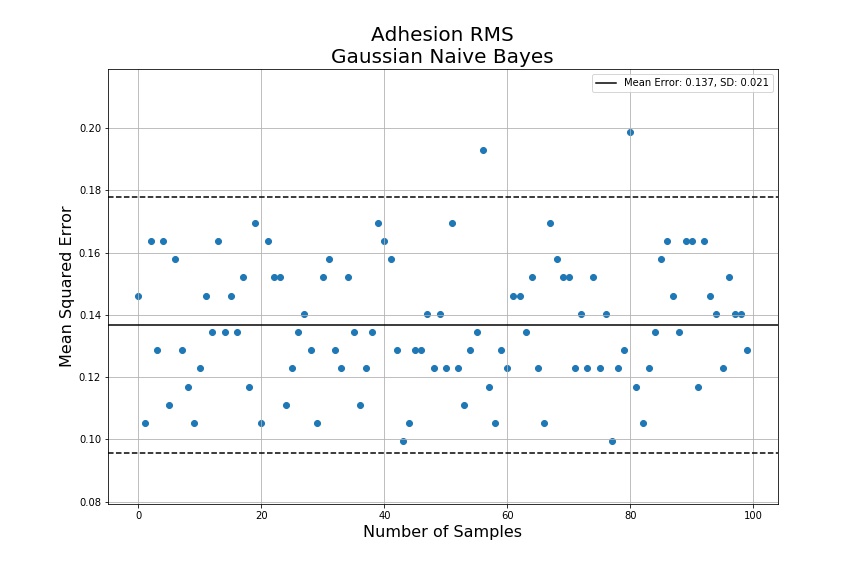 Adhesion RMS
Gaussian Naive Bayes
Mean Error: 0.137, SD: 0.021
Mean Squared Error
0.20
0.18
0.16
0.14
0.12
0.10
0.08
0 20 40 60 80 100
Number of Samples